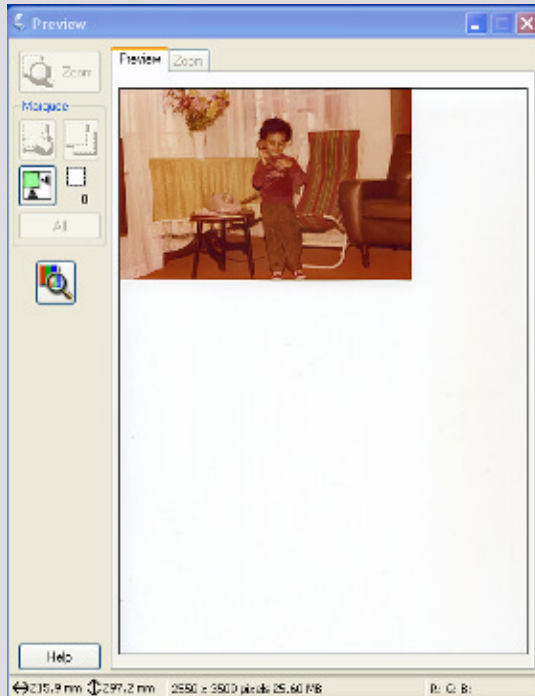 Preview
Preview Zoom
Zoom
Marquee
0
All
Help
215.9 mm 297.2 mm 2550 x 3500 pixels 25.60 MB R: G: B: